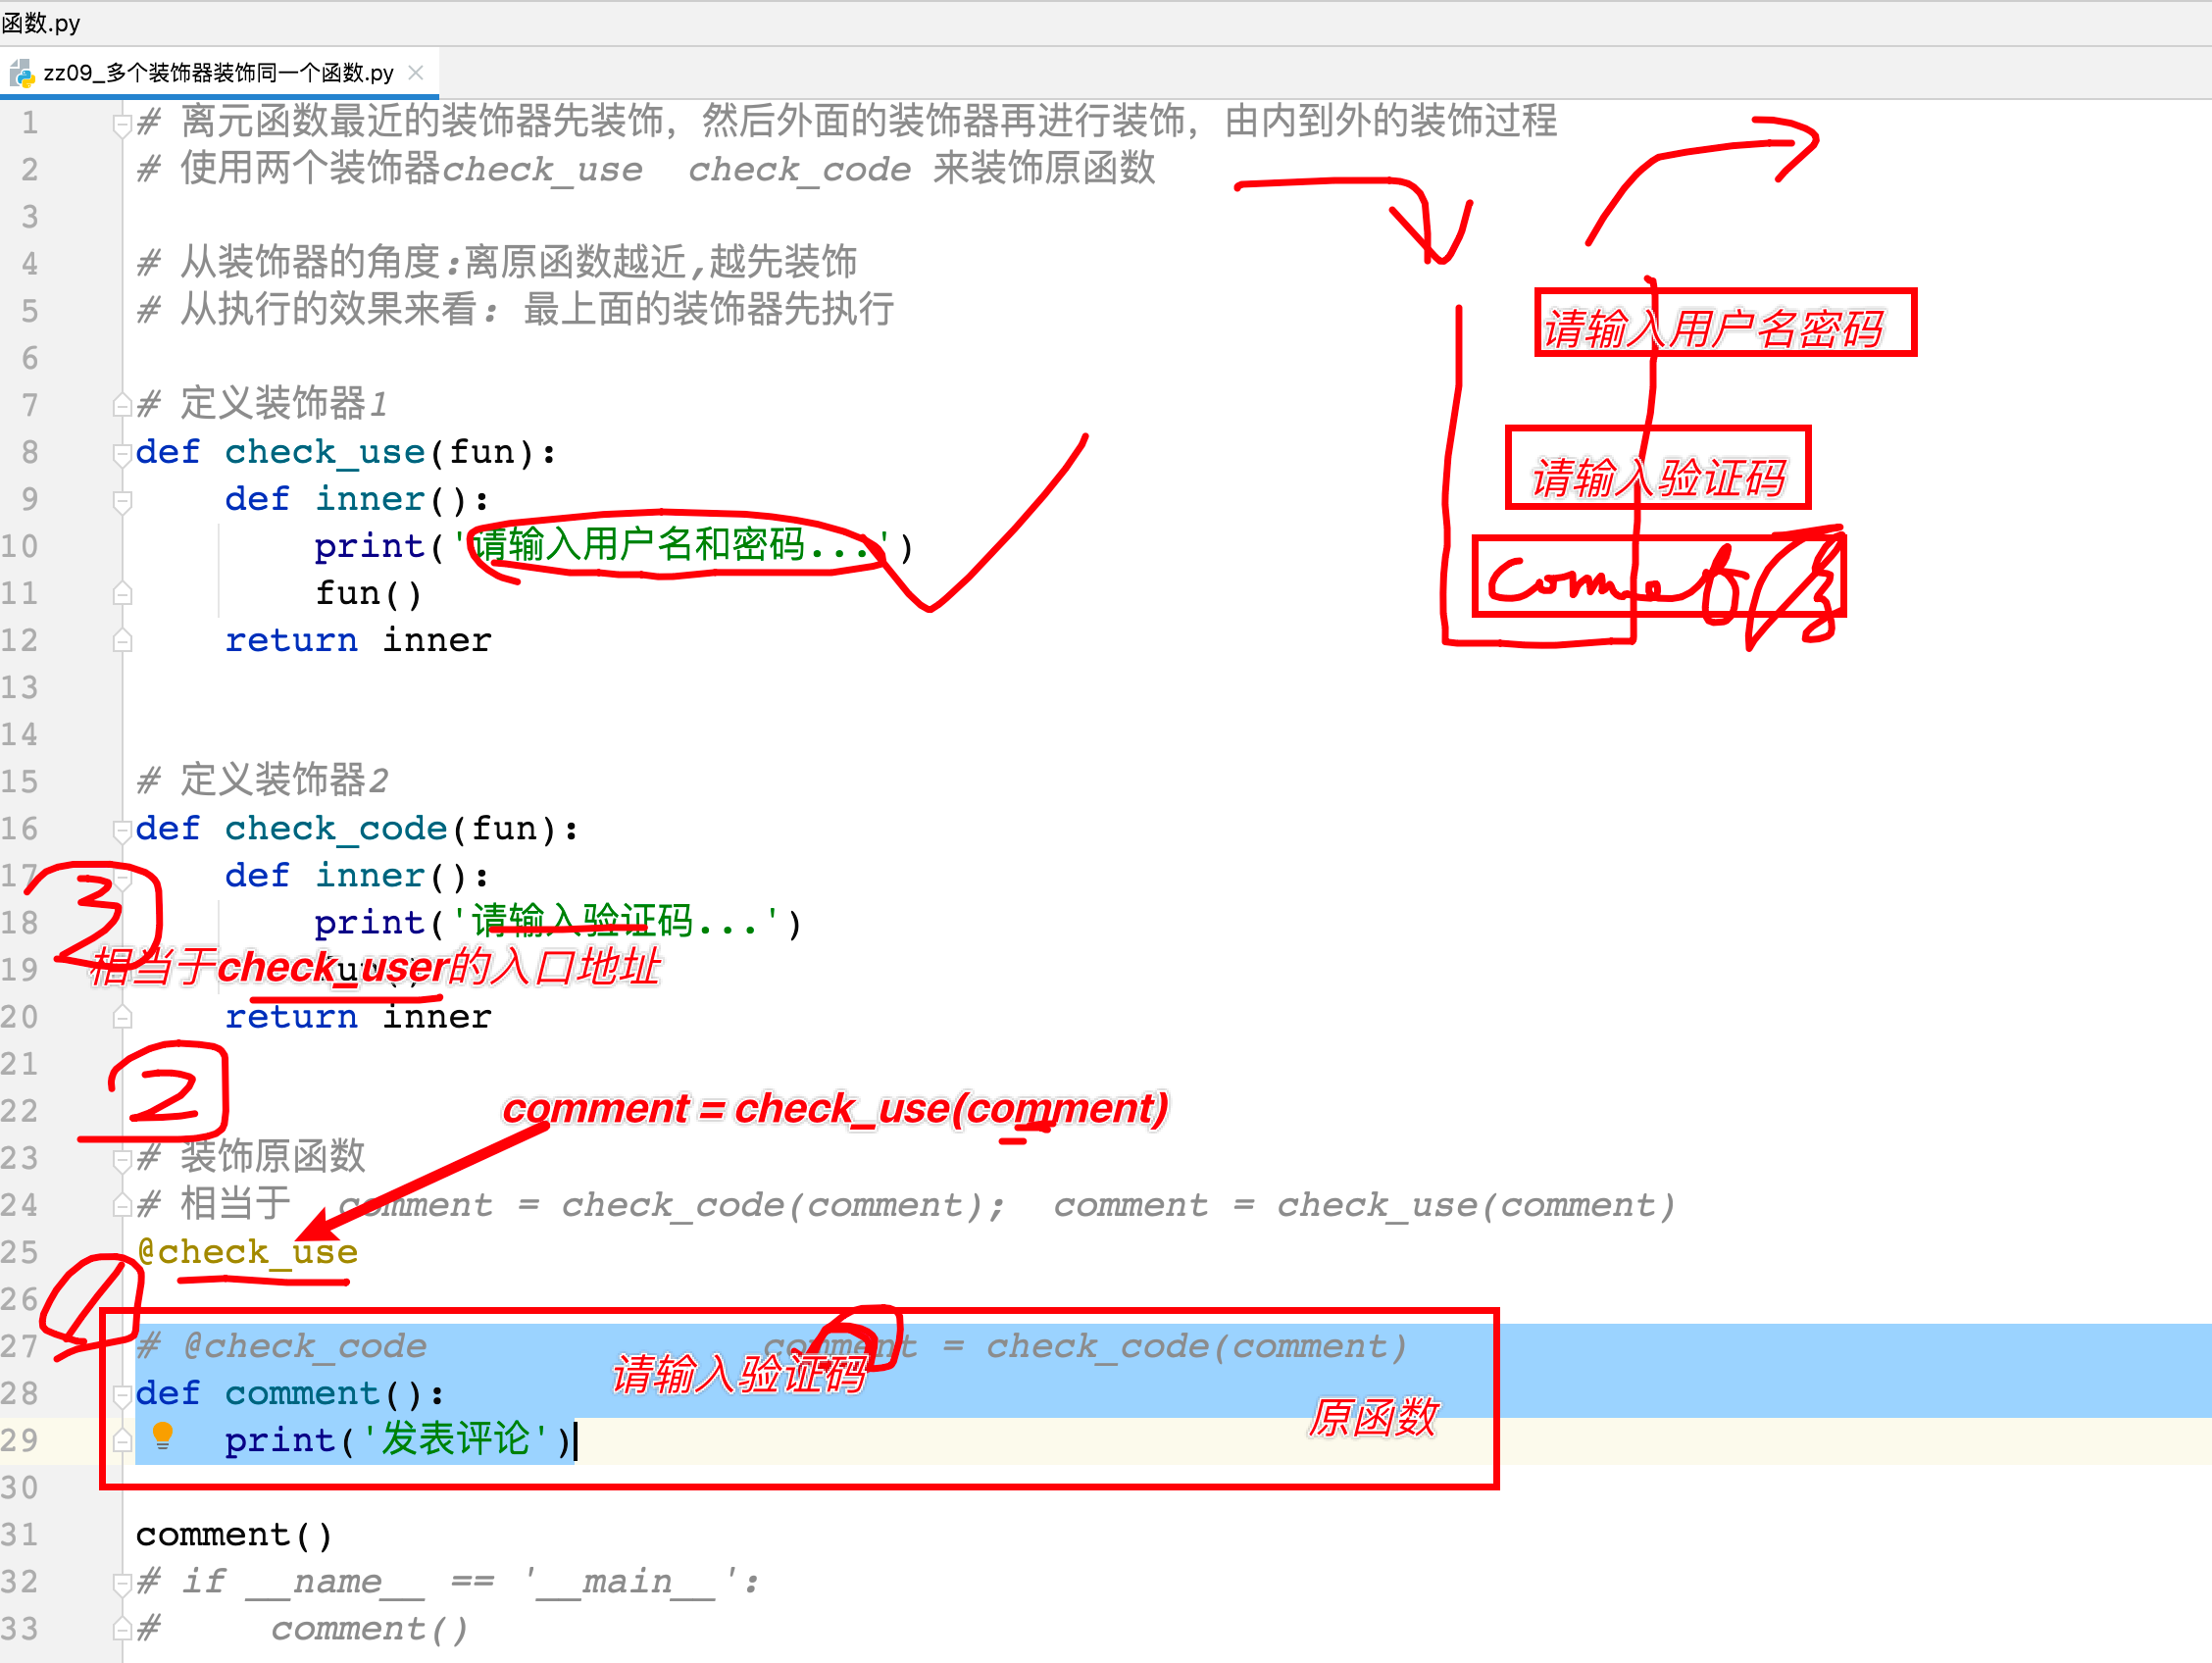 函数.py
zz09_多个装饰器装饰同一个函数.py
1 # 离元函数最近的装饰器先装饰，然后外面的装饰器再进行装饰，由内到外的装饰过程
2 # 使用两个装饰器check_use  check_code 来装饰原函数
3
4 # 从装饰器的角度:离原函数越近,越先装饰
5 # 从执行的效果来看: 最上面的装饰器先执行
请输入用户名密码
6
7 # 定义装饰器1
8 def check_use(fun):
请输入验证码
9     def inner():
10         print('请输入用户名和密码...')
11         fun()
12     return inner
13
14
15 # 定义装饰器2
16 def check_code(fun):
17     def inner():
3
18         print('请输入验证码...')
19         fun()
相当于check_user的入口地址
20     return inner
21
2
22
comment = check_use(comment)
23 # 装饰原函数
24 # 相当于  comment = check_code(comment);  comment = check_use(comment)
25 @check_use
26
1
27 # @check_code               comment = check_code(comment)
请输入验证码
28 def comment():
原函数
29     print('发表评论')
30
31 comment()
32 # if __name__ == '__main__':
33 #     comment()